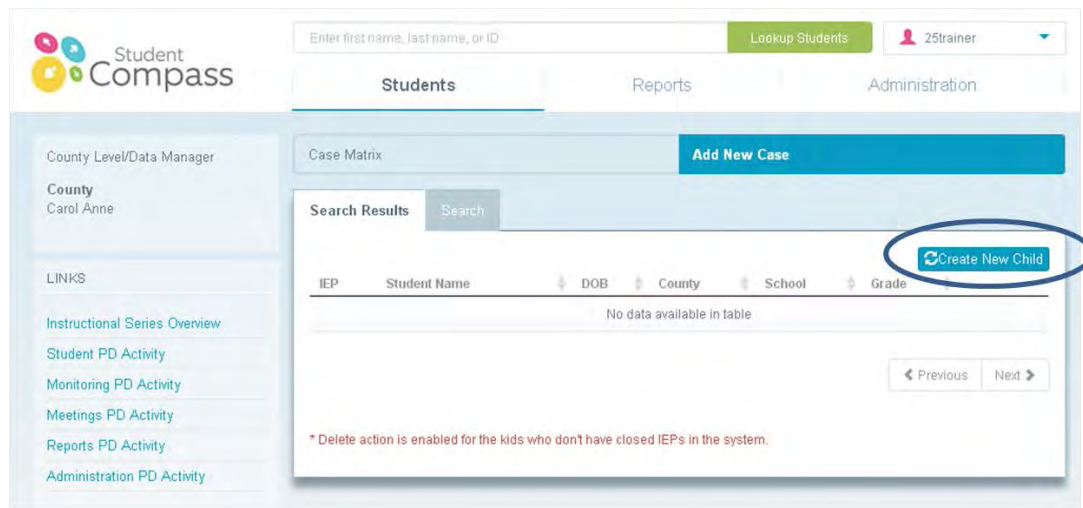 Student
Compass
Enter first name, last name, or ID
Lookup Students
25trainer
Students
Reports
Administration
County Level/Data Manager
County
Carol Anne
LINKS
Instructional Series Overview
Student PD Activity
Monitoring PD Activity
Meetings PD Activity
Reports PD Activity
Administration PD Activity
Case Matrix
Add New Case
Search Results
Search
Create New Child
IEP Student Name DOB County School Grade
No data available in table
Previous Next
* Delete action is enabled for the kids who don't have closed IEPs in the system.